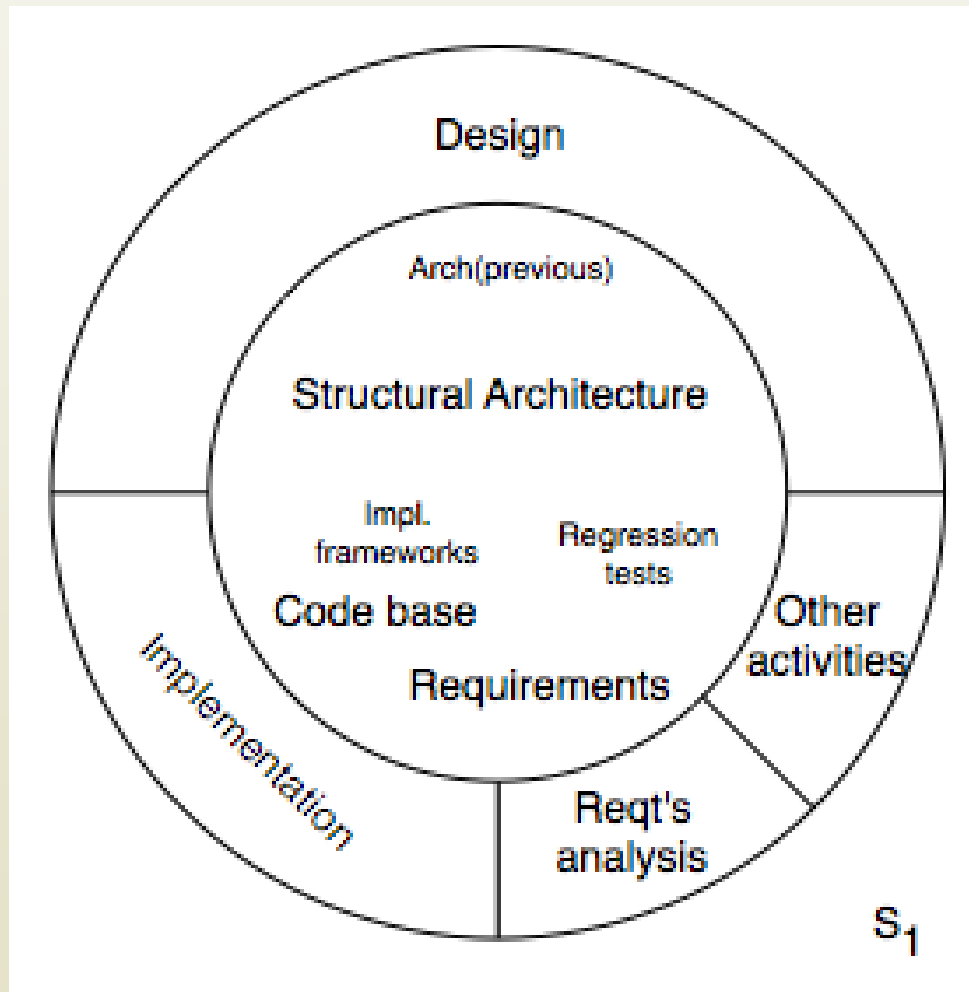 Design
Arch(previous)
Structural Architecture
Impl.
frameworks
Regression
tests
Code base
Other
activities
Requirements
Implementation
Reqt's
analysis
S1